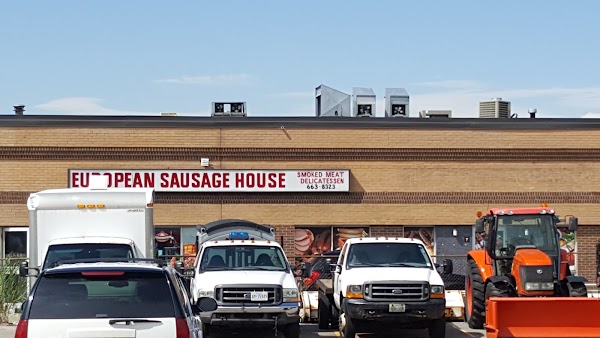 EUROPEAN SAUSAGE HOUSE
SMOKED MEAT
DELICATESSEN
663-8323